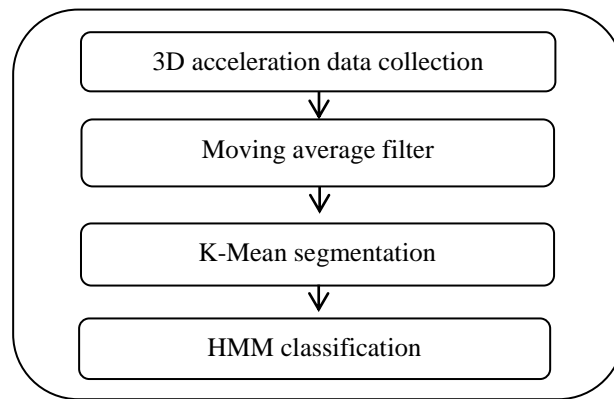 3D acceleration data collection
Moving average filter
K-Mean segmentation
HMM classification